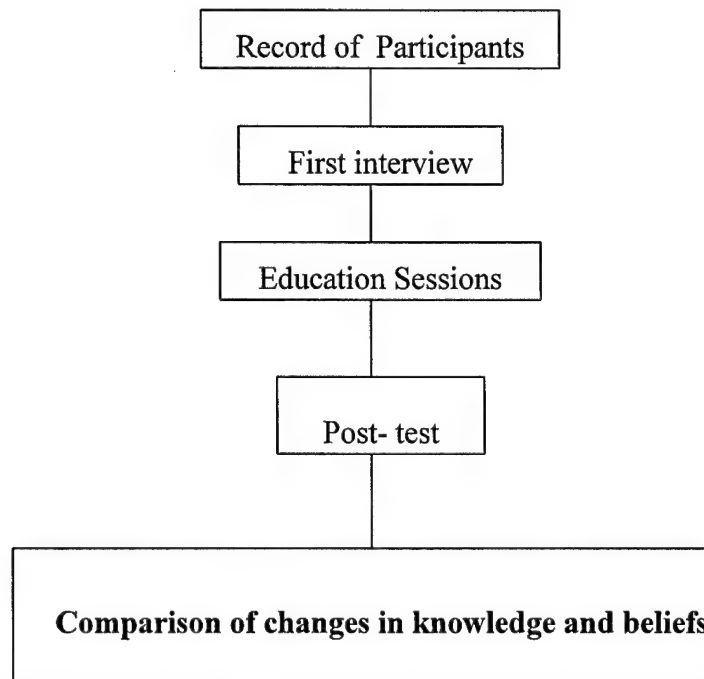 Record of Participants
First interview
Education Sessions
Post- test
Comparison of changes in knowledge and beliefs